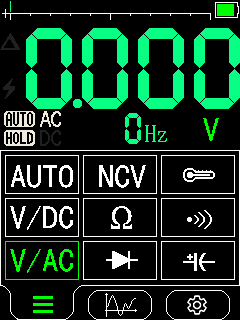 0.000
AUTO AC
HOLD DC
0Hz V
AUTO NCV
V/DC Ω
V/AC